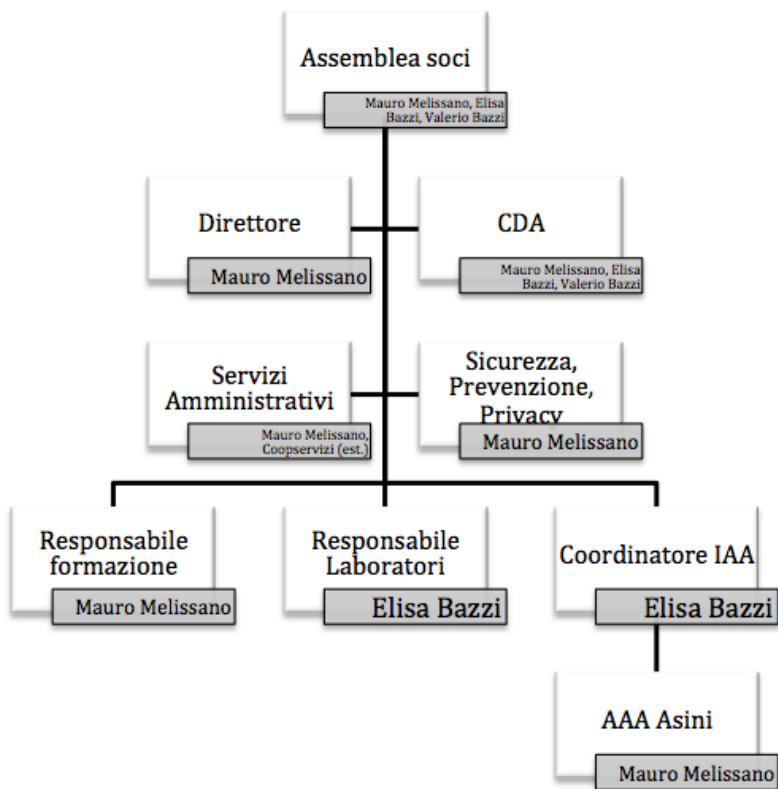 Assemblea soci
Mauro Melissano, Elisa
Bazzi, Valerio Bazzi
Direttore
Mauro Melissano
CDA
Mauro Melissano, Elisa
Bazzi, Valerio Bazzi
Servizi
Amministrativi
Mauro Melissano,
Coopservizi (est.)
Sicurezza,
Prevenzione,
Privacy
Mauro Melissano
Responsabile
formazione
Mauro Melissano
Responsabile
Laboratori
Elisa Bazzi
Coordinatore IAA
Elisa Bazzi
AAA Asini
Mauro Melissano